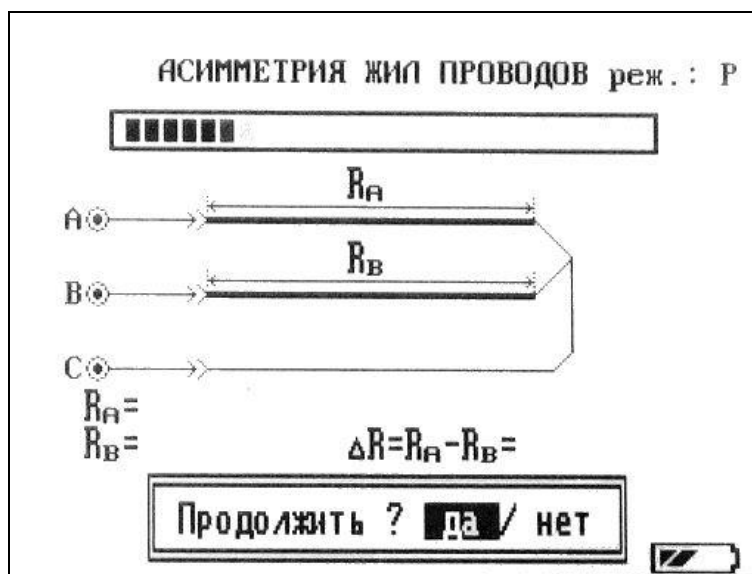 АСИММЕТРИЯ ЖИЛ ПРОВОДОВ реж.: Р
RA
A
RB
B
C
RA=
RB= ΔR=RA-RB=
Продолжить ? да / нет